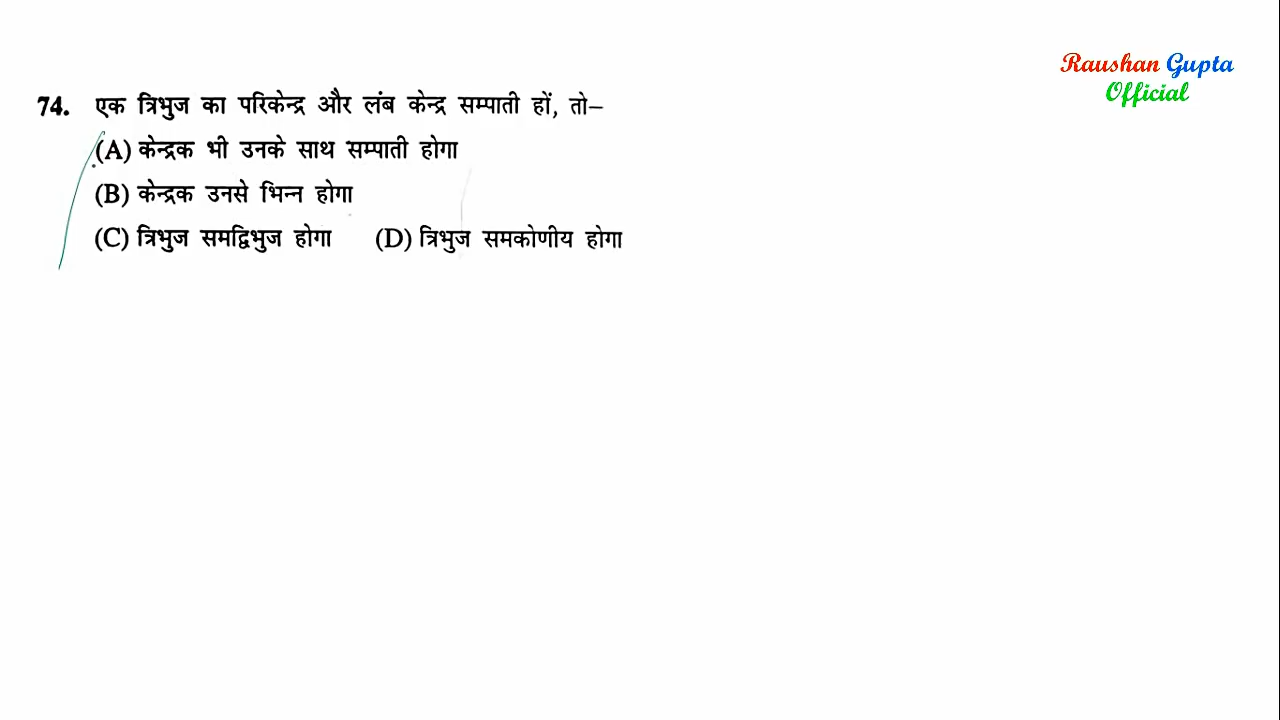 Raushan Gupta
Official
74. एक त्रिभुज का परिकेन्द्र और लंब केन्द्र सम्पाती हों, तो–
(A) केन्द्रक भी उनके साथ सम्पाती होगा
(B) केन्द्रक उनसे भिन्न होगा
(C) त्रिभुज समद्विभुज होगा (D) त्रिभुज समकोणीय होगा